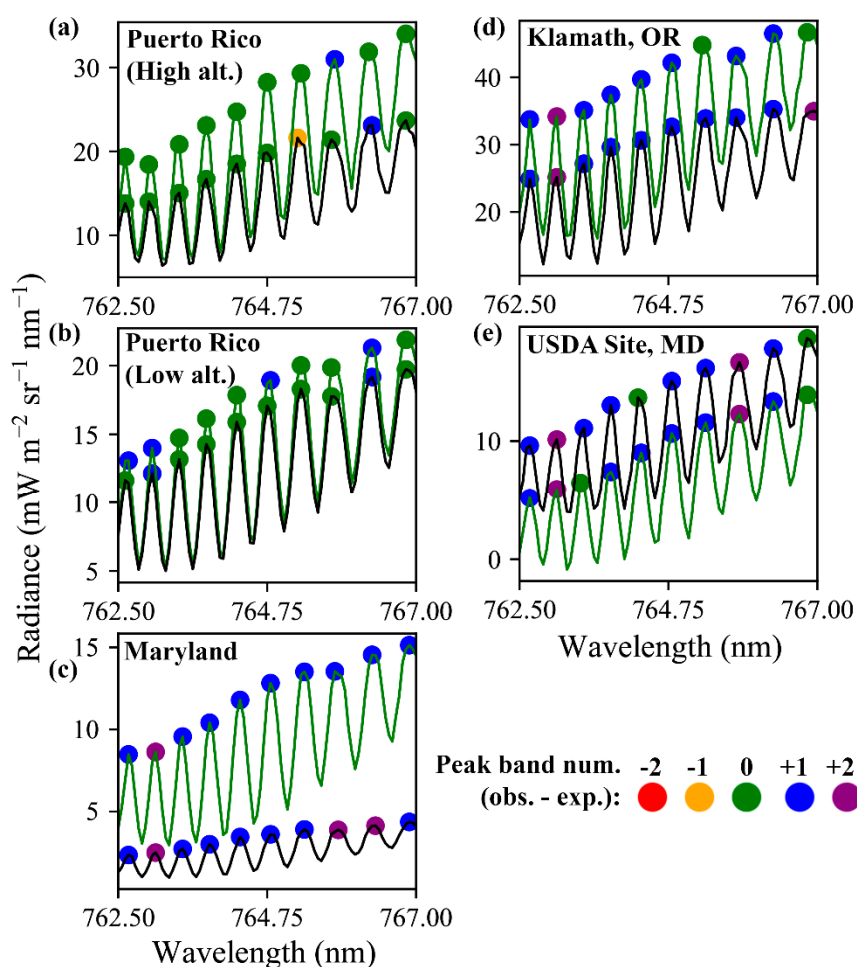 (a)
Puerto Rico
(High alt.)
30
20
10
762.50
764.75
767.00
(b)
Puerto Rico
(Low alt.)
20
15
10
5
762.50
764.75
767.00
(c)
Maryland
15
10
5
762.50
764.75
767.00
Wavelength (nm)
Radiance (mW m⁻² sr⁻¹ nm⁻¹)
(d)
Klamath, OR
40
30
20
762.50
764.75
767.00
(e)
USDA Site, MD
10
0
762.50
764.75
767.00
Wavelength (nm)
Peak band num. -2 -1 0 +1 +2
(obs. - exp.):